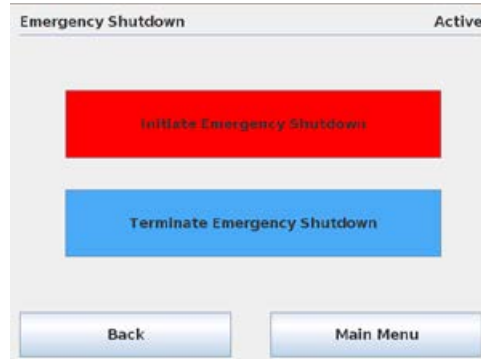 Emergency Shutdown Active
Initiate Emergency Shutdown
Terminate Emergency Shutdown
Back Main Menu